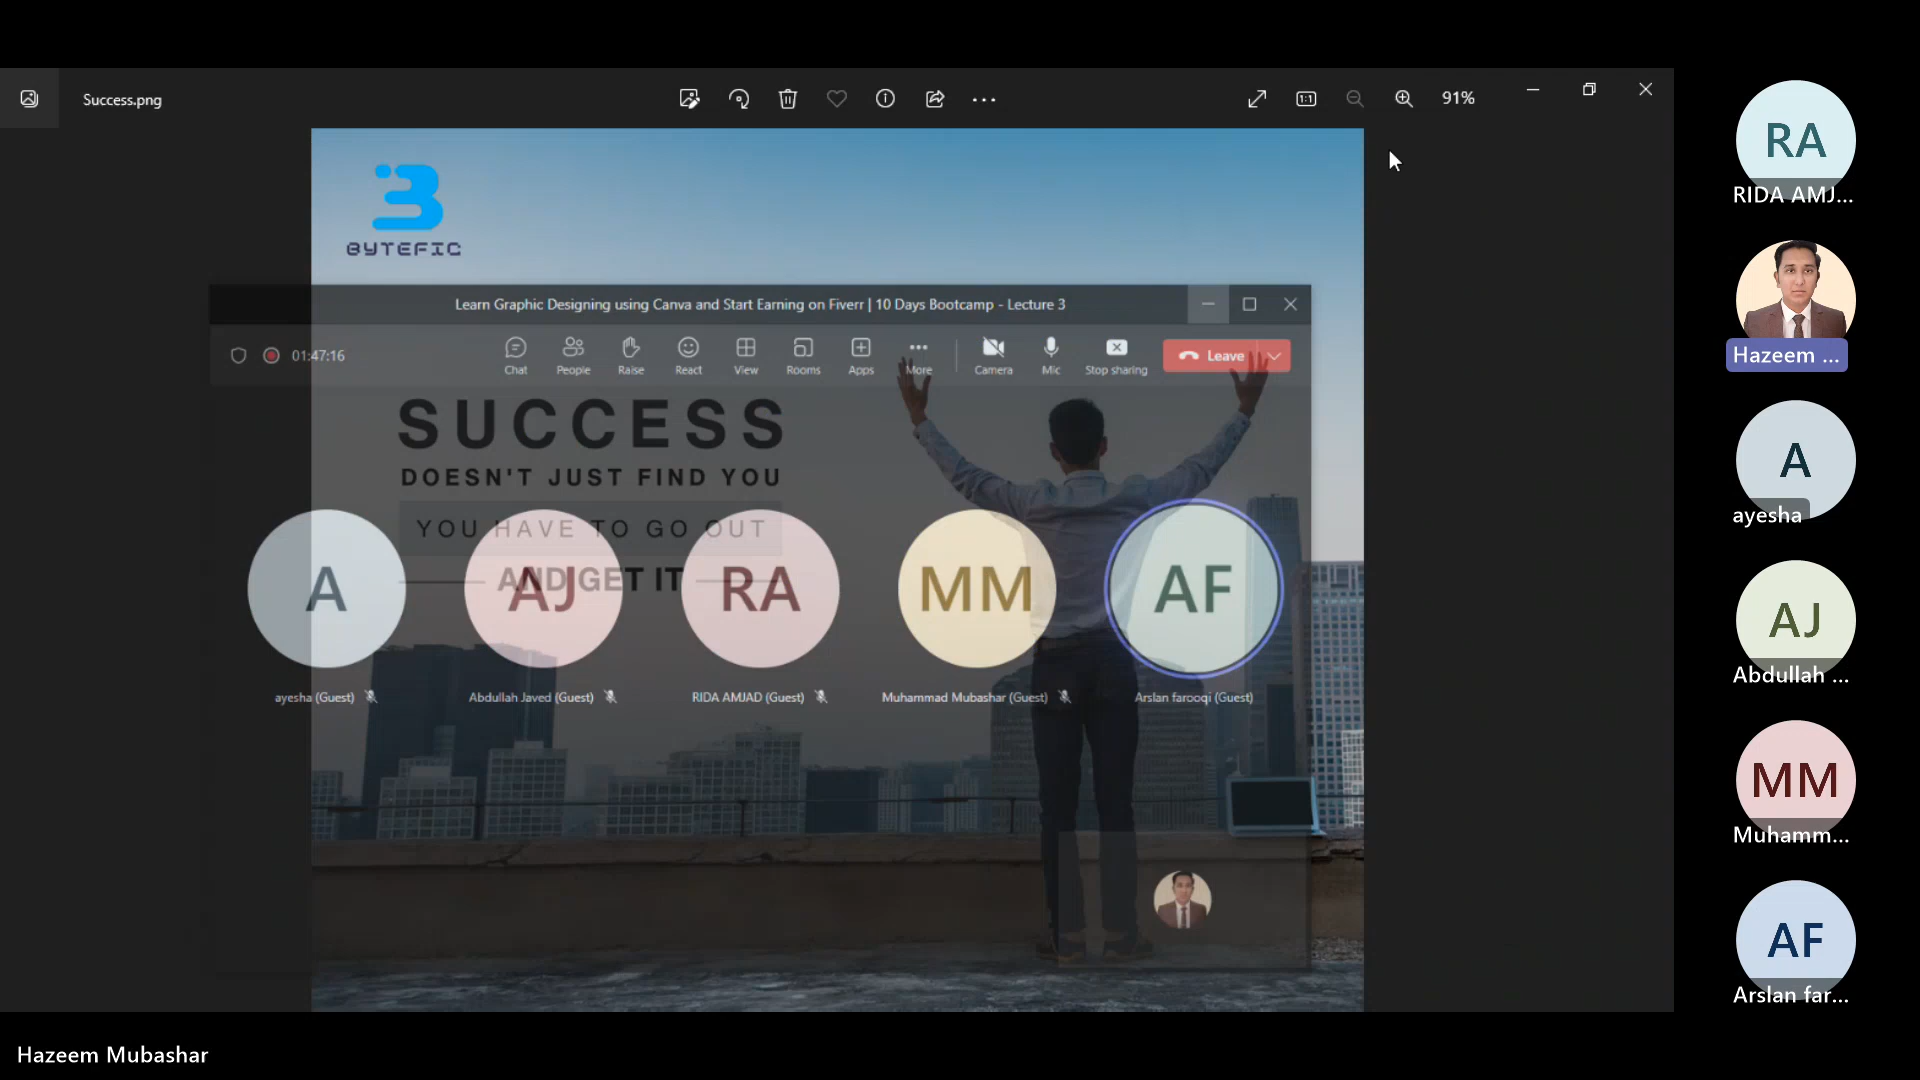 Success.png
91%
BYTEFIC
Learn Graphic Designing using Canva and Start Earning on Fiverr | 10 Days Bootcamp - Lecture 3
01:47:16
Chat
People
Raise
React
View
Rooms
Apps
More
Camera
Mic
Stop sharing
Leave
SUCCESS
DOESN'T JUST FIND YOU
YOU HAVE TO GO OUT
AND GET IT
A
AJ
RA
MM
AF
ayesha (Guest)
Abdullah Javed (Guest)
RIDA AMJAD (Guest)
Muhammad Mubashar (Guest)
Arslan farooqi (Guest)
RA
RIDA AMJ...
Hazeem ...
A
ayesha
AJ
Abdullah ...
MM
Muhamm...
AF
Arslan far...
Hazeem Mubashar